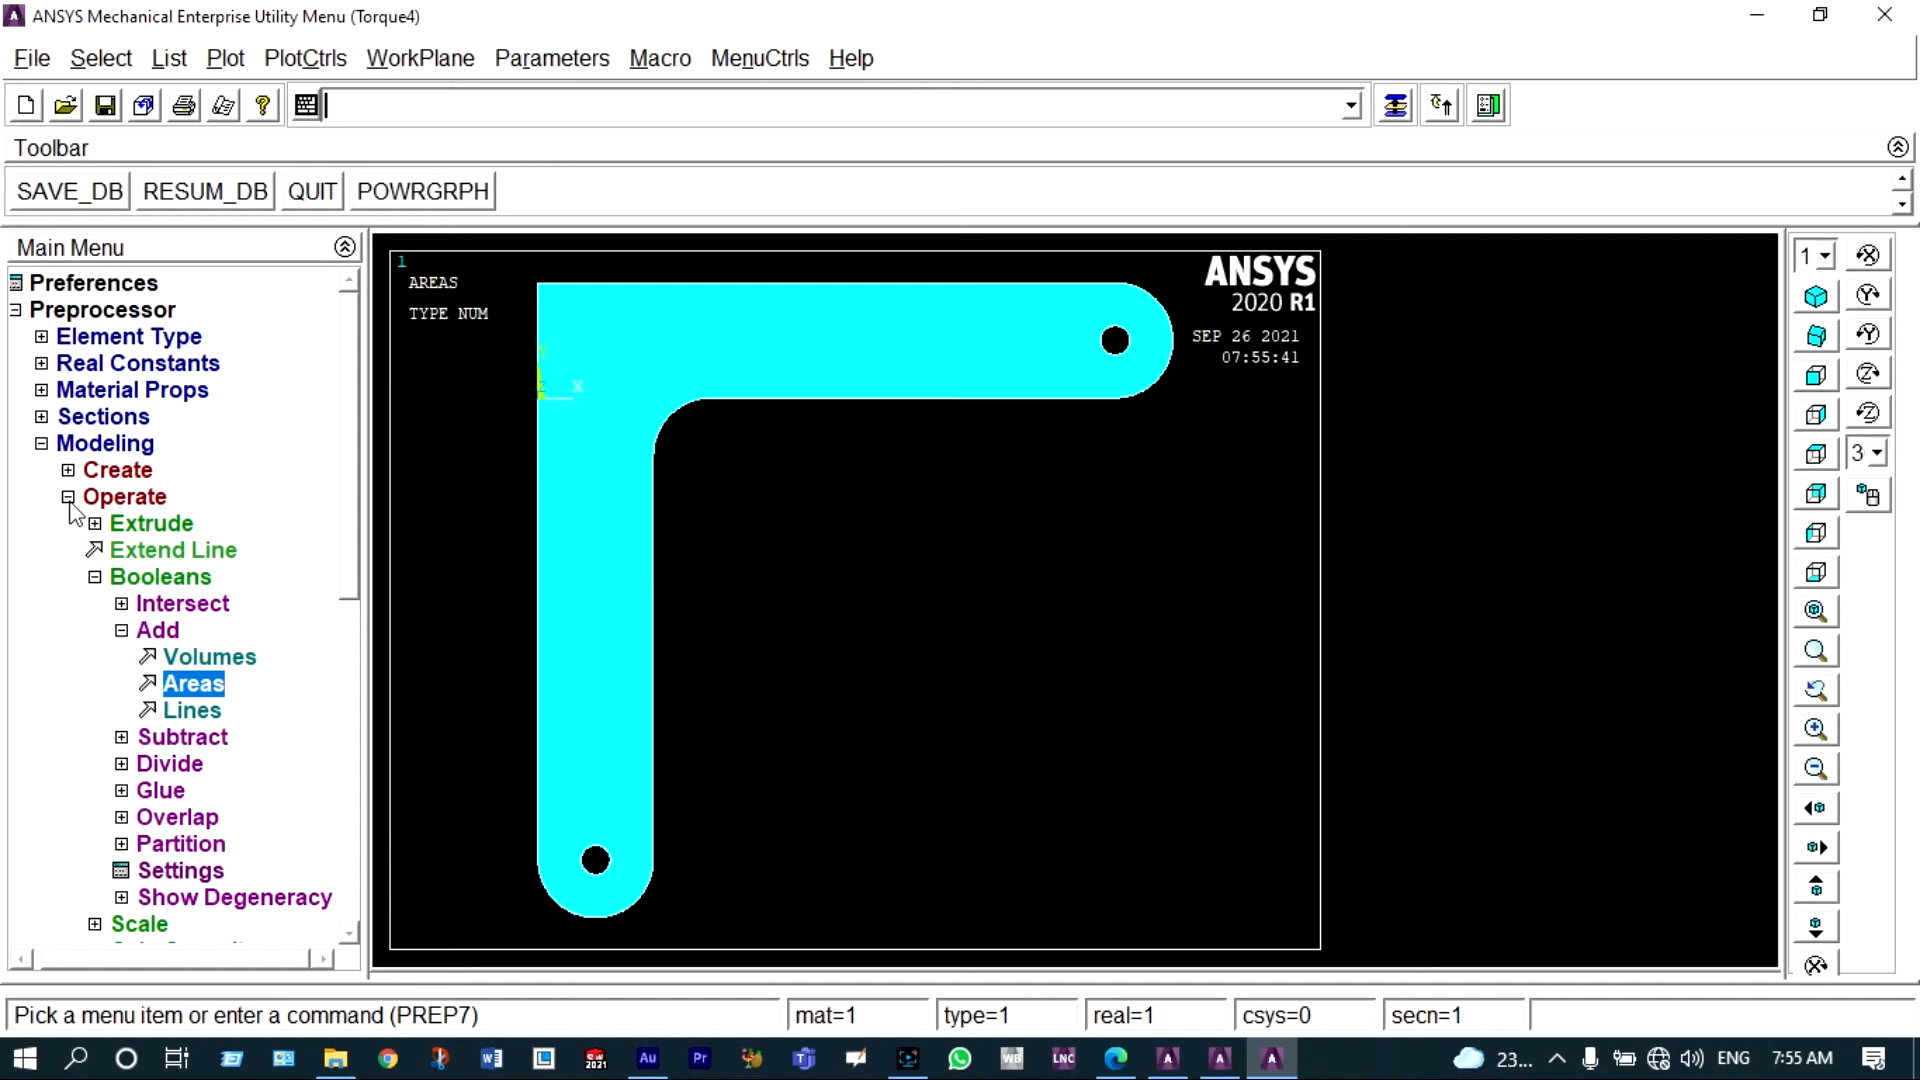 ANSYS Mechanical Enterprise Utility Menu (Torque4)
File Select List Plot PlotCtrls WorkPlane Parameters Macro MenuCtrls Help
Toolbar
SAVE_DB RESUM_DB QUIT POWRGRPH
Main Menu
Preferences
Preprocessor
Element Type
Real Constants
Material Props
Sections
Modeling
Create
Operate
Extrude
Extend Line
Booleans
Intersect
Add
Volumes
Areas
Lines
Subtract
Divide
Glue
Overlap
Partition
Settings
Show Degeneracy
Scale
1
AREAS
TYPE NUM
ANSYS
2020 R1
SEP 26 2021
07:55:41
Y
Z X
1
3
Pick a menu item or enter a command (PREP7) mat=1 type=1 real=1 csys=0 secn=1
23... ENG 7:55 AM